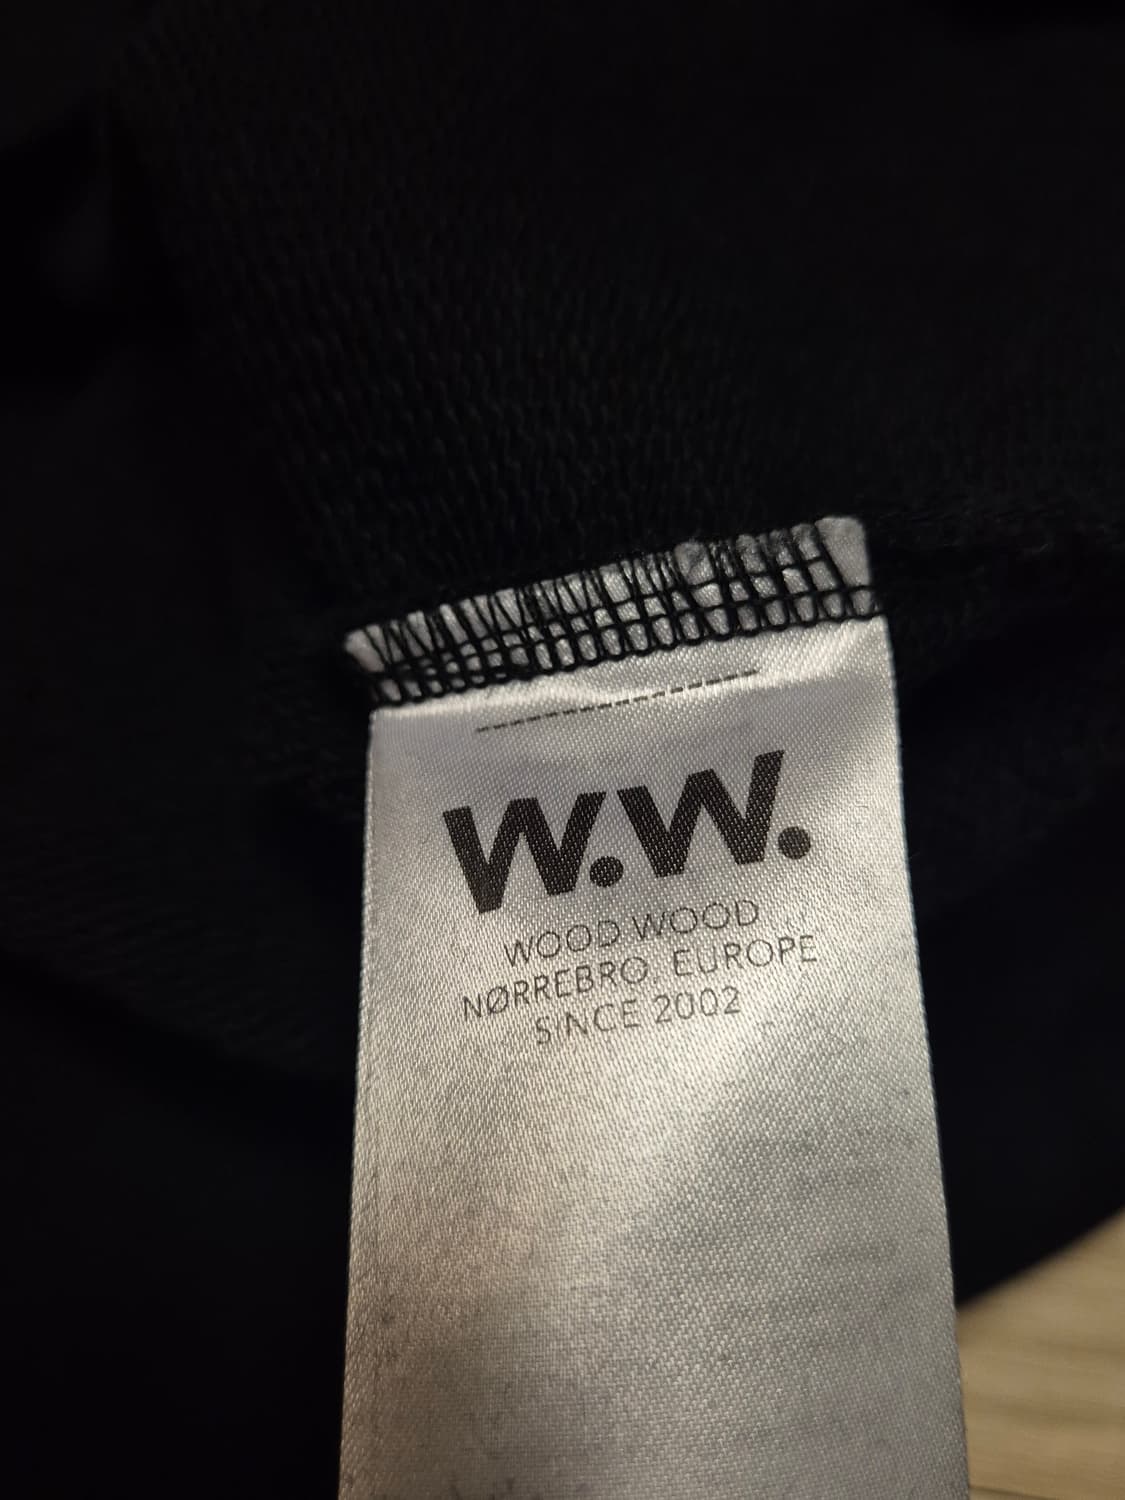 W.W.
WOOD WOOD
NØRREBRO, EUROPE
SINCE 2002